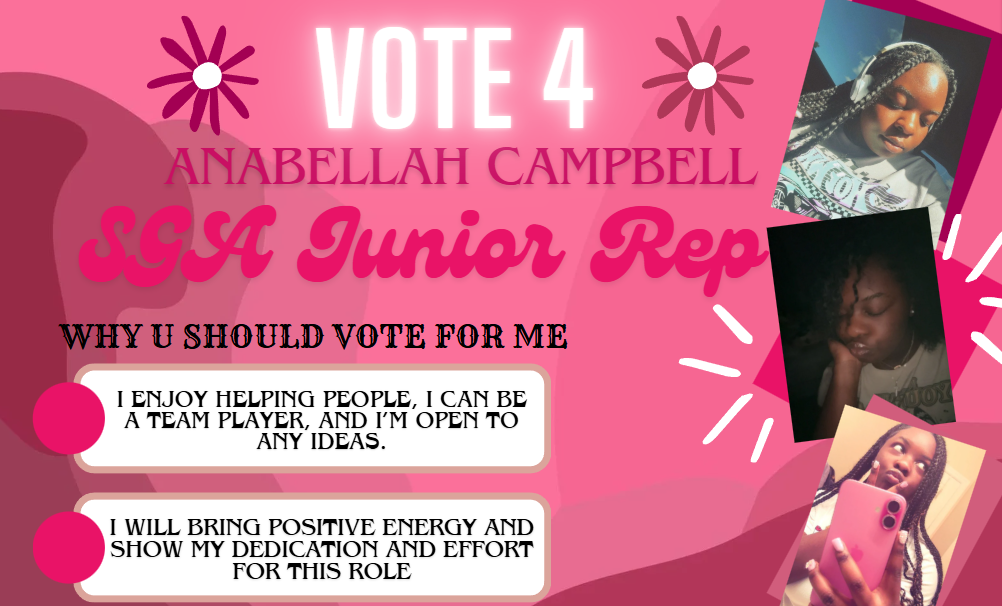 VOTE 4
ANABELLAH CAMPBELL
SGA Junior Rep
WHY U SHOULD VOTE FOR ME
I ENJOY HELPING PEOPLE, I CAN BE
A TEAM PLAYER, AND I'M OPEN TO
ANY IDEAS.
I WILL BRING POSITIVE ENERGY AND
SHOW MY DEDICATION AND EFFORT
FOR THIS ROLE